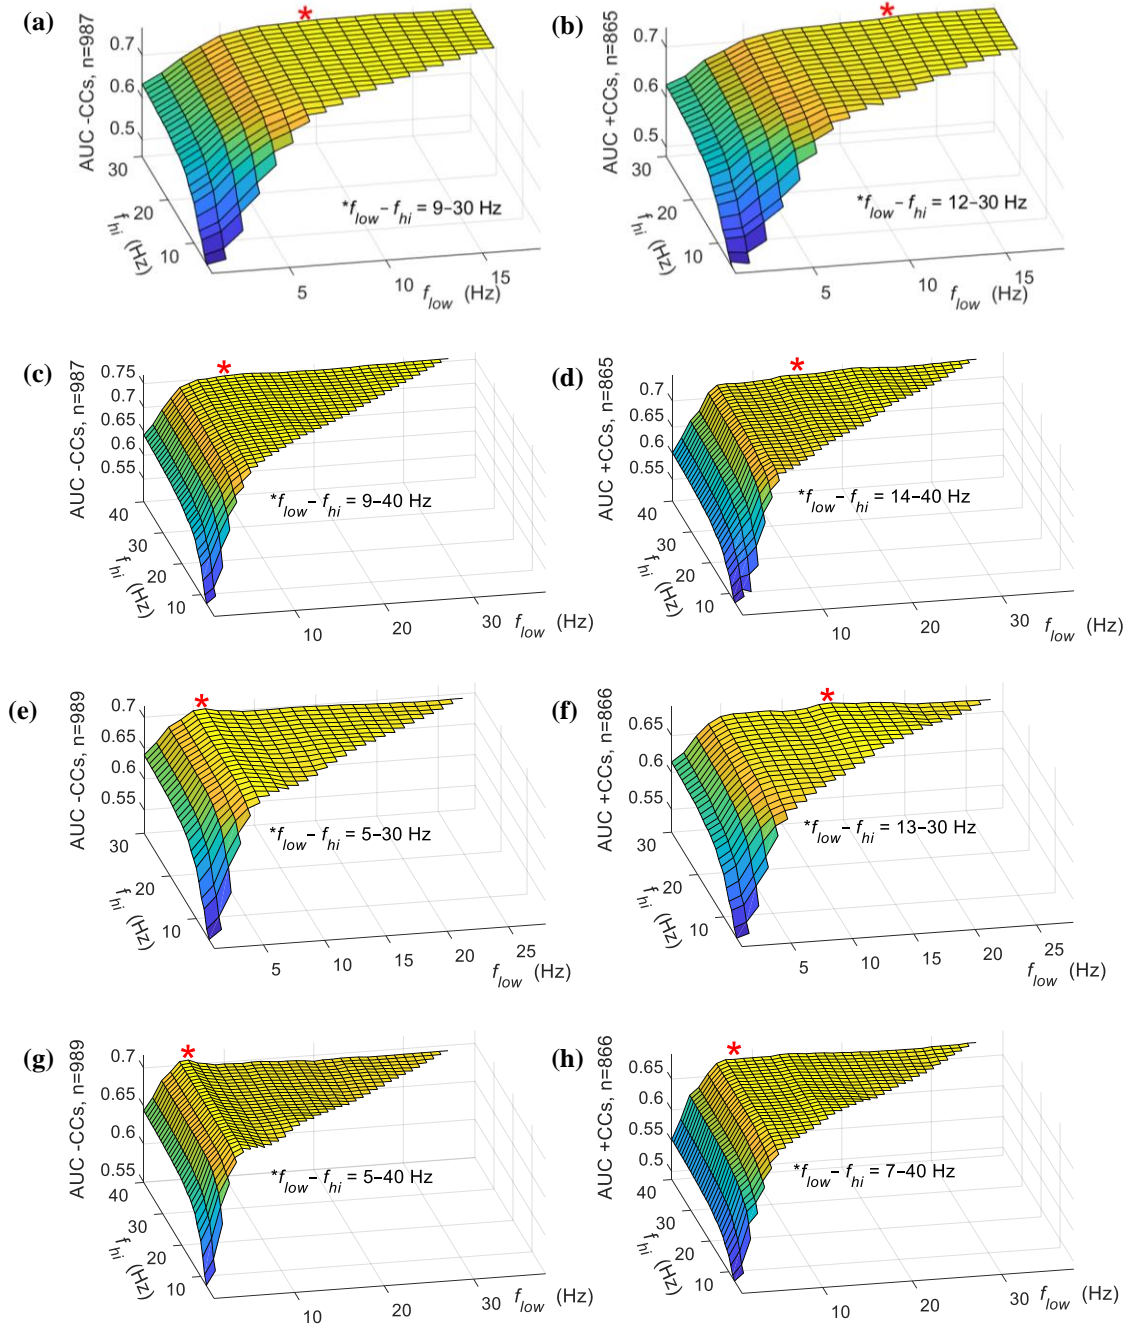 (a)
*
AUC -CCs, n=987
0.7
0.6
0.5
30
20
10
f_hi (Hz)
*f_low – f_hi = 9–30 Hz
5
10
15
f_low (Hz)
(b)
*
AUC +CCs, n=865
0.7
0.6
0.5
30
20
10
f_hi (Hz)
*f_low – f_hi = 12–30 Hz
5
10
15
f_low (Hz)
(c)
*
AUC -CCs, n=987
0.75
0.7
0.65
0.6
0.55
40
30
20
10
f_hi (Hz)
*f_low – f_hi = 9–40 Hz
10
20
30
f_low (Hz)
(d)
*
AUC +CCs, n=865
0.7
0.65
0.6
0.55
40
30
20
10
f_hi (Hz)
*f_low – f_hi = 14–40 Hz
10
20
30
f_low (Hz)
(e)
*
AUC -CCs, n=989
0.7
0.65
0.6
0.55
30
20
10
f_hi (Hz)
*f_low – f_hi = 5–30 Hz
5
10
15
20
25
f_low (Hz)
(f)
*
AUC +CCs, n=866
0.65
0.6
0.55
30
20
10
f_hi (Hz)
*f_low – f_hi = 13–30 Hz
5
10
15
20
25
f_low (Hz)
(g)
*
AUC -CCs, n=989
0.7
0.65
0.6
0.55
40
30
20
10
f_hi (Hz)
*f_low – f_hi = 5–40 Hz
10
20
30
f_low (Hz)
(h)
*
AUC +CCs, n=866
0.65
0.6
0.55
0.5
40
30
20
10
f_hi (Hz)
*f_low – f_hi = 7–40 Hz
10
20
30
f_low (Hz)